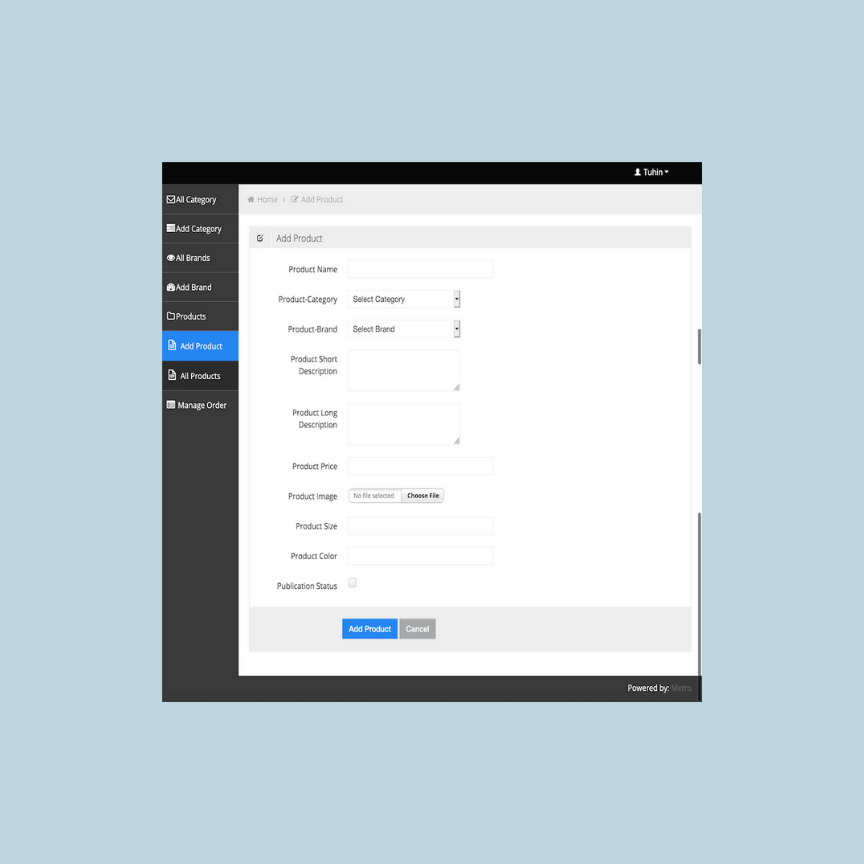 Tuhin
All Category
Add Category
All Brands
Add Brand
Products
Add Product
All Products
Manage Order
Home > Add Product
Add Product
Product Name
Product-Category Select Category
Product-Brand Select Brand
Product Short
Description
Product Long
Description
Product Price
Product Image No file selected Choose File
Product Size
Product Color
Publication Status
Add Product Cancel
Powered by: Metro